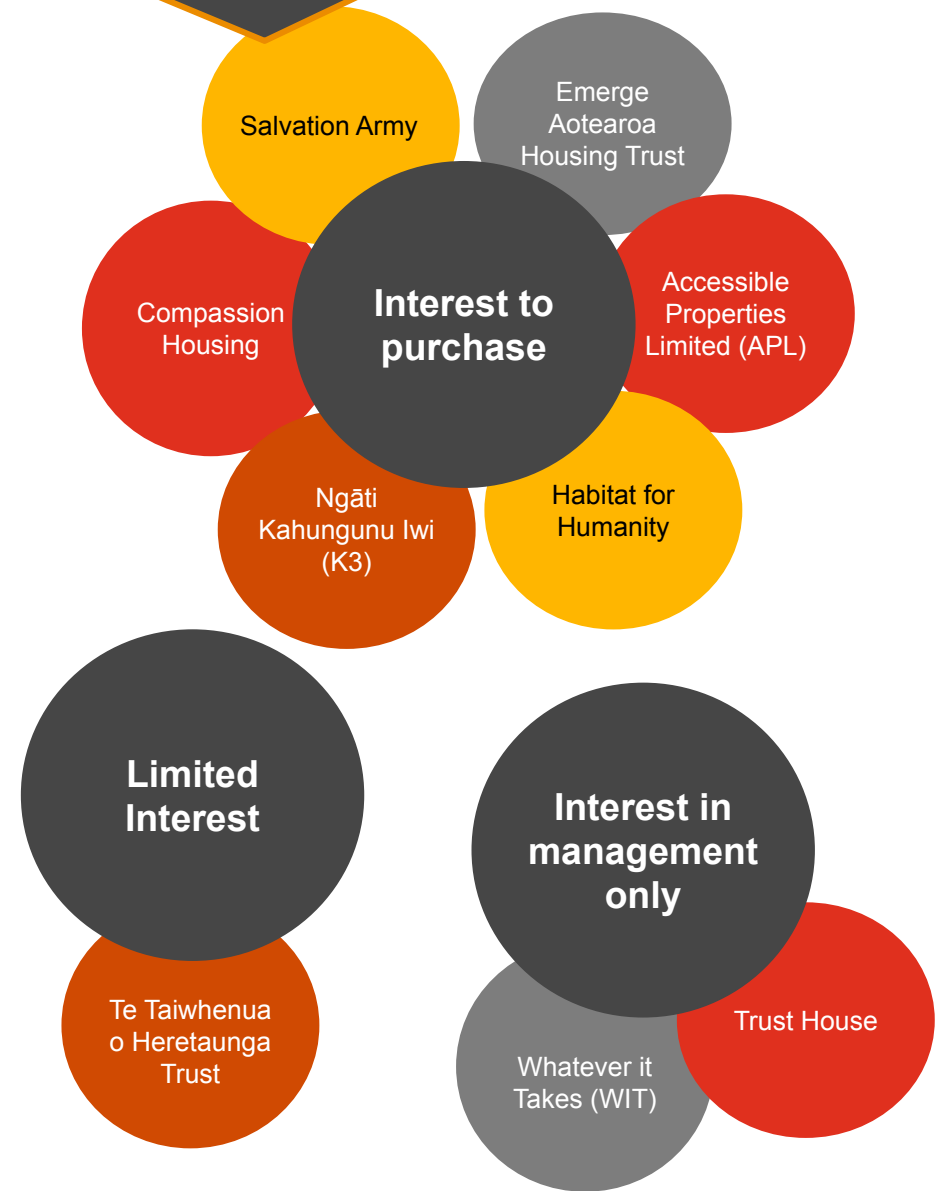 Salvation Army
Emerge
Aotearoa
Housing Trust
Compassion
Housing
Interest to
purchase
Accessible
Properties
Limited (APL)
Ngāti
Kahungunu Iwi
(K3)
Habitat for
Humanity
Limited
Interest
Te Taiwhenua
o Heretaunga
Trust
Interest in
management
only
Trust House
Whatever it
Takes (WIT)